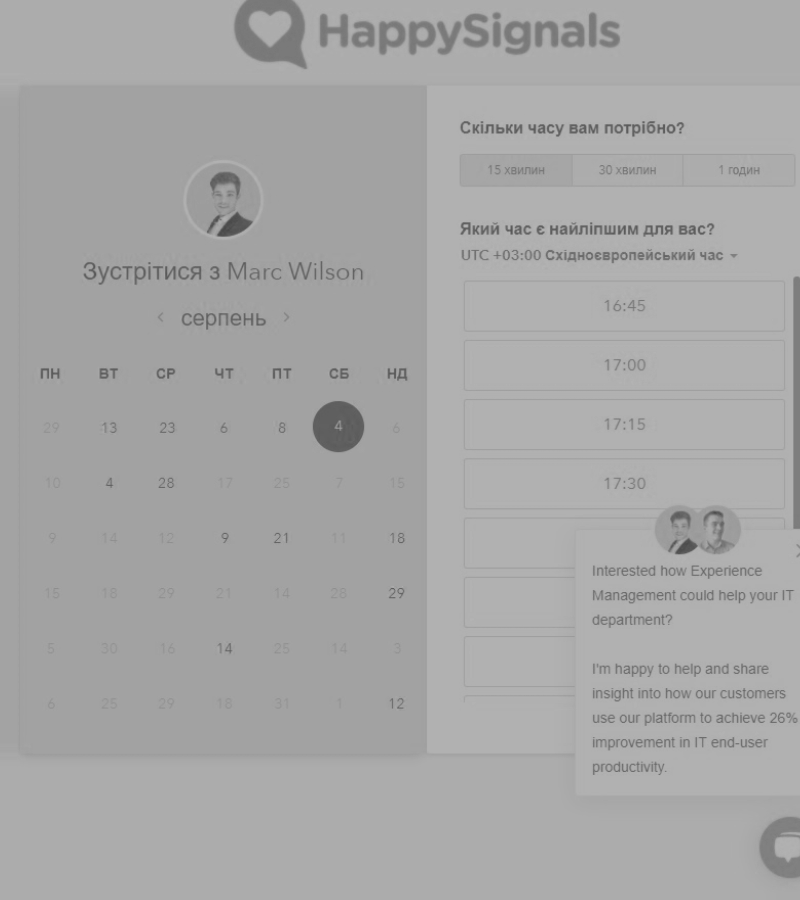 HappySignals
Зустрітися з Marc Wilson
серпень
ПН ВТ СР ЧТ ПТ СБ НД
29 13 23 6 8 4 6
10 4 28 17 25 7 15
9 14 12 9 21 11 18
15 18 29 21 14 28 29
5 30 16 14 25 14 3
6 25 29 18 31 1 12
Скільки часу вам потрібно?
15 хвилин 30 хвилин 1 годин
Який час є найліпшим для вас?
UTC +03:00 Східноєвропейський час
16:45
17:00
17:15
17:30
Interested how Experience
Management could help your IT
department?
I'm happy to help and share
insight into how our customers
use our platform to achieve 26%
improvement in IT end-user
productivity.